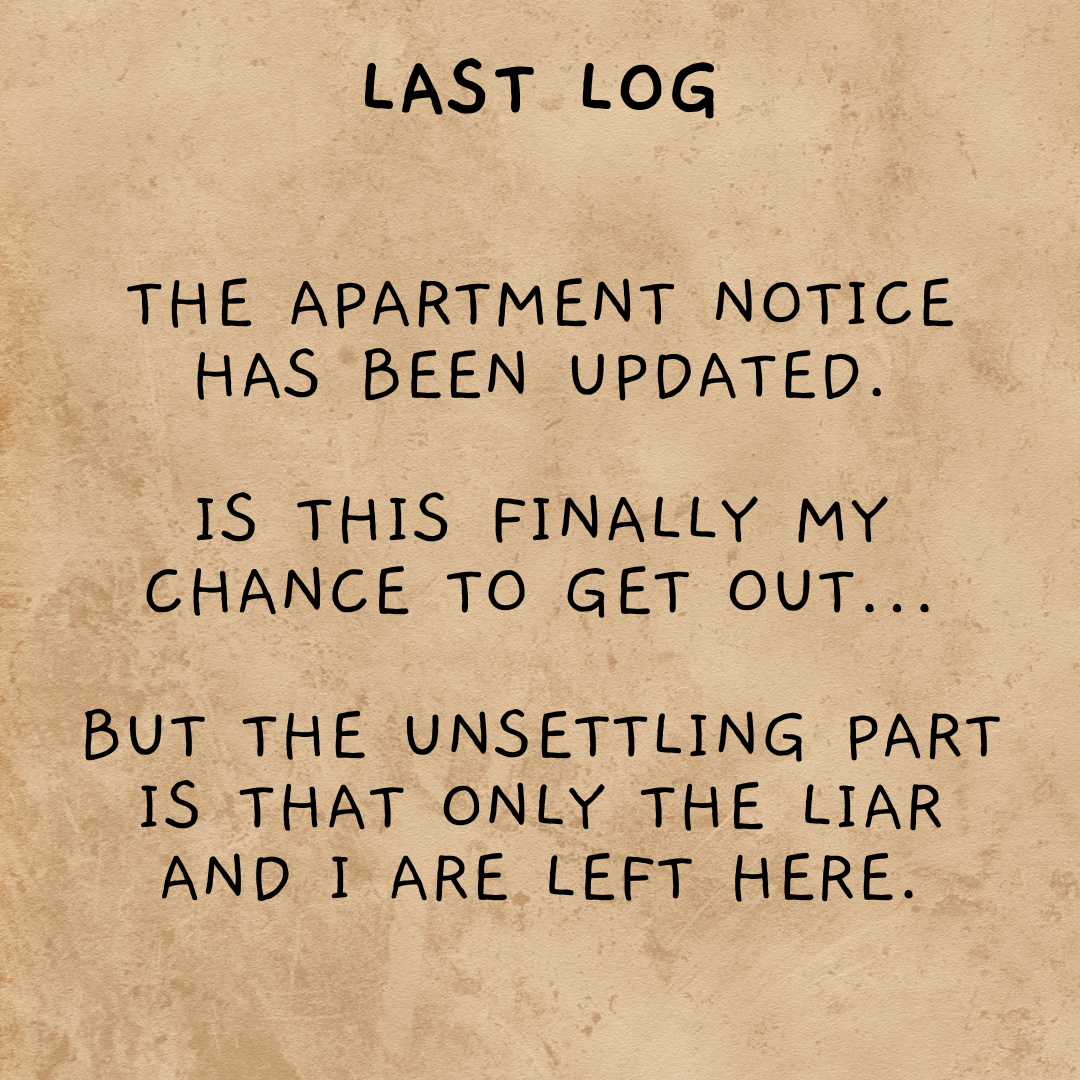 LAST LOG
THE APARTMENT NOTICE
HAS BEEN UPDATED.
IS THIS FINALLY MY
CHANCE TO GET OUT...
BUT THE UNSETTLING PART
IS THAT ONLY THE LIAR
AND I ARE LEFT HERE.